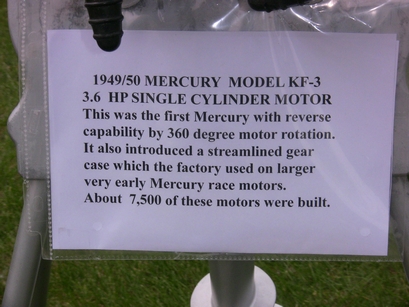 1949/50 MERCURY MODEL KF-3
3.6 HP SINGLE CYLINDER MOTOR
This was the first Mercury with reverse
capability by 360 degree motor rotation.
It also introduced a streamlined gear
case which the factory used on larger
very early Mercury race motors.
About 7,500 of these motors were built.